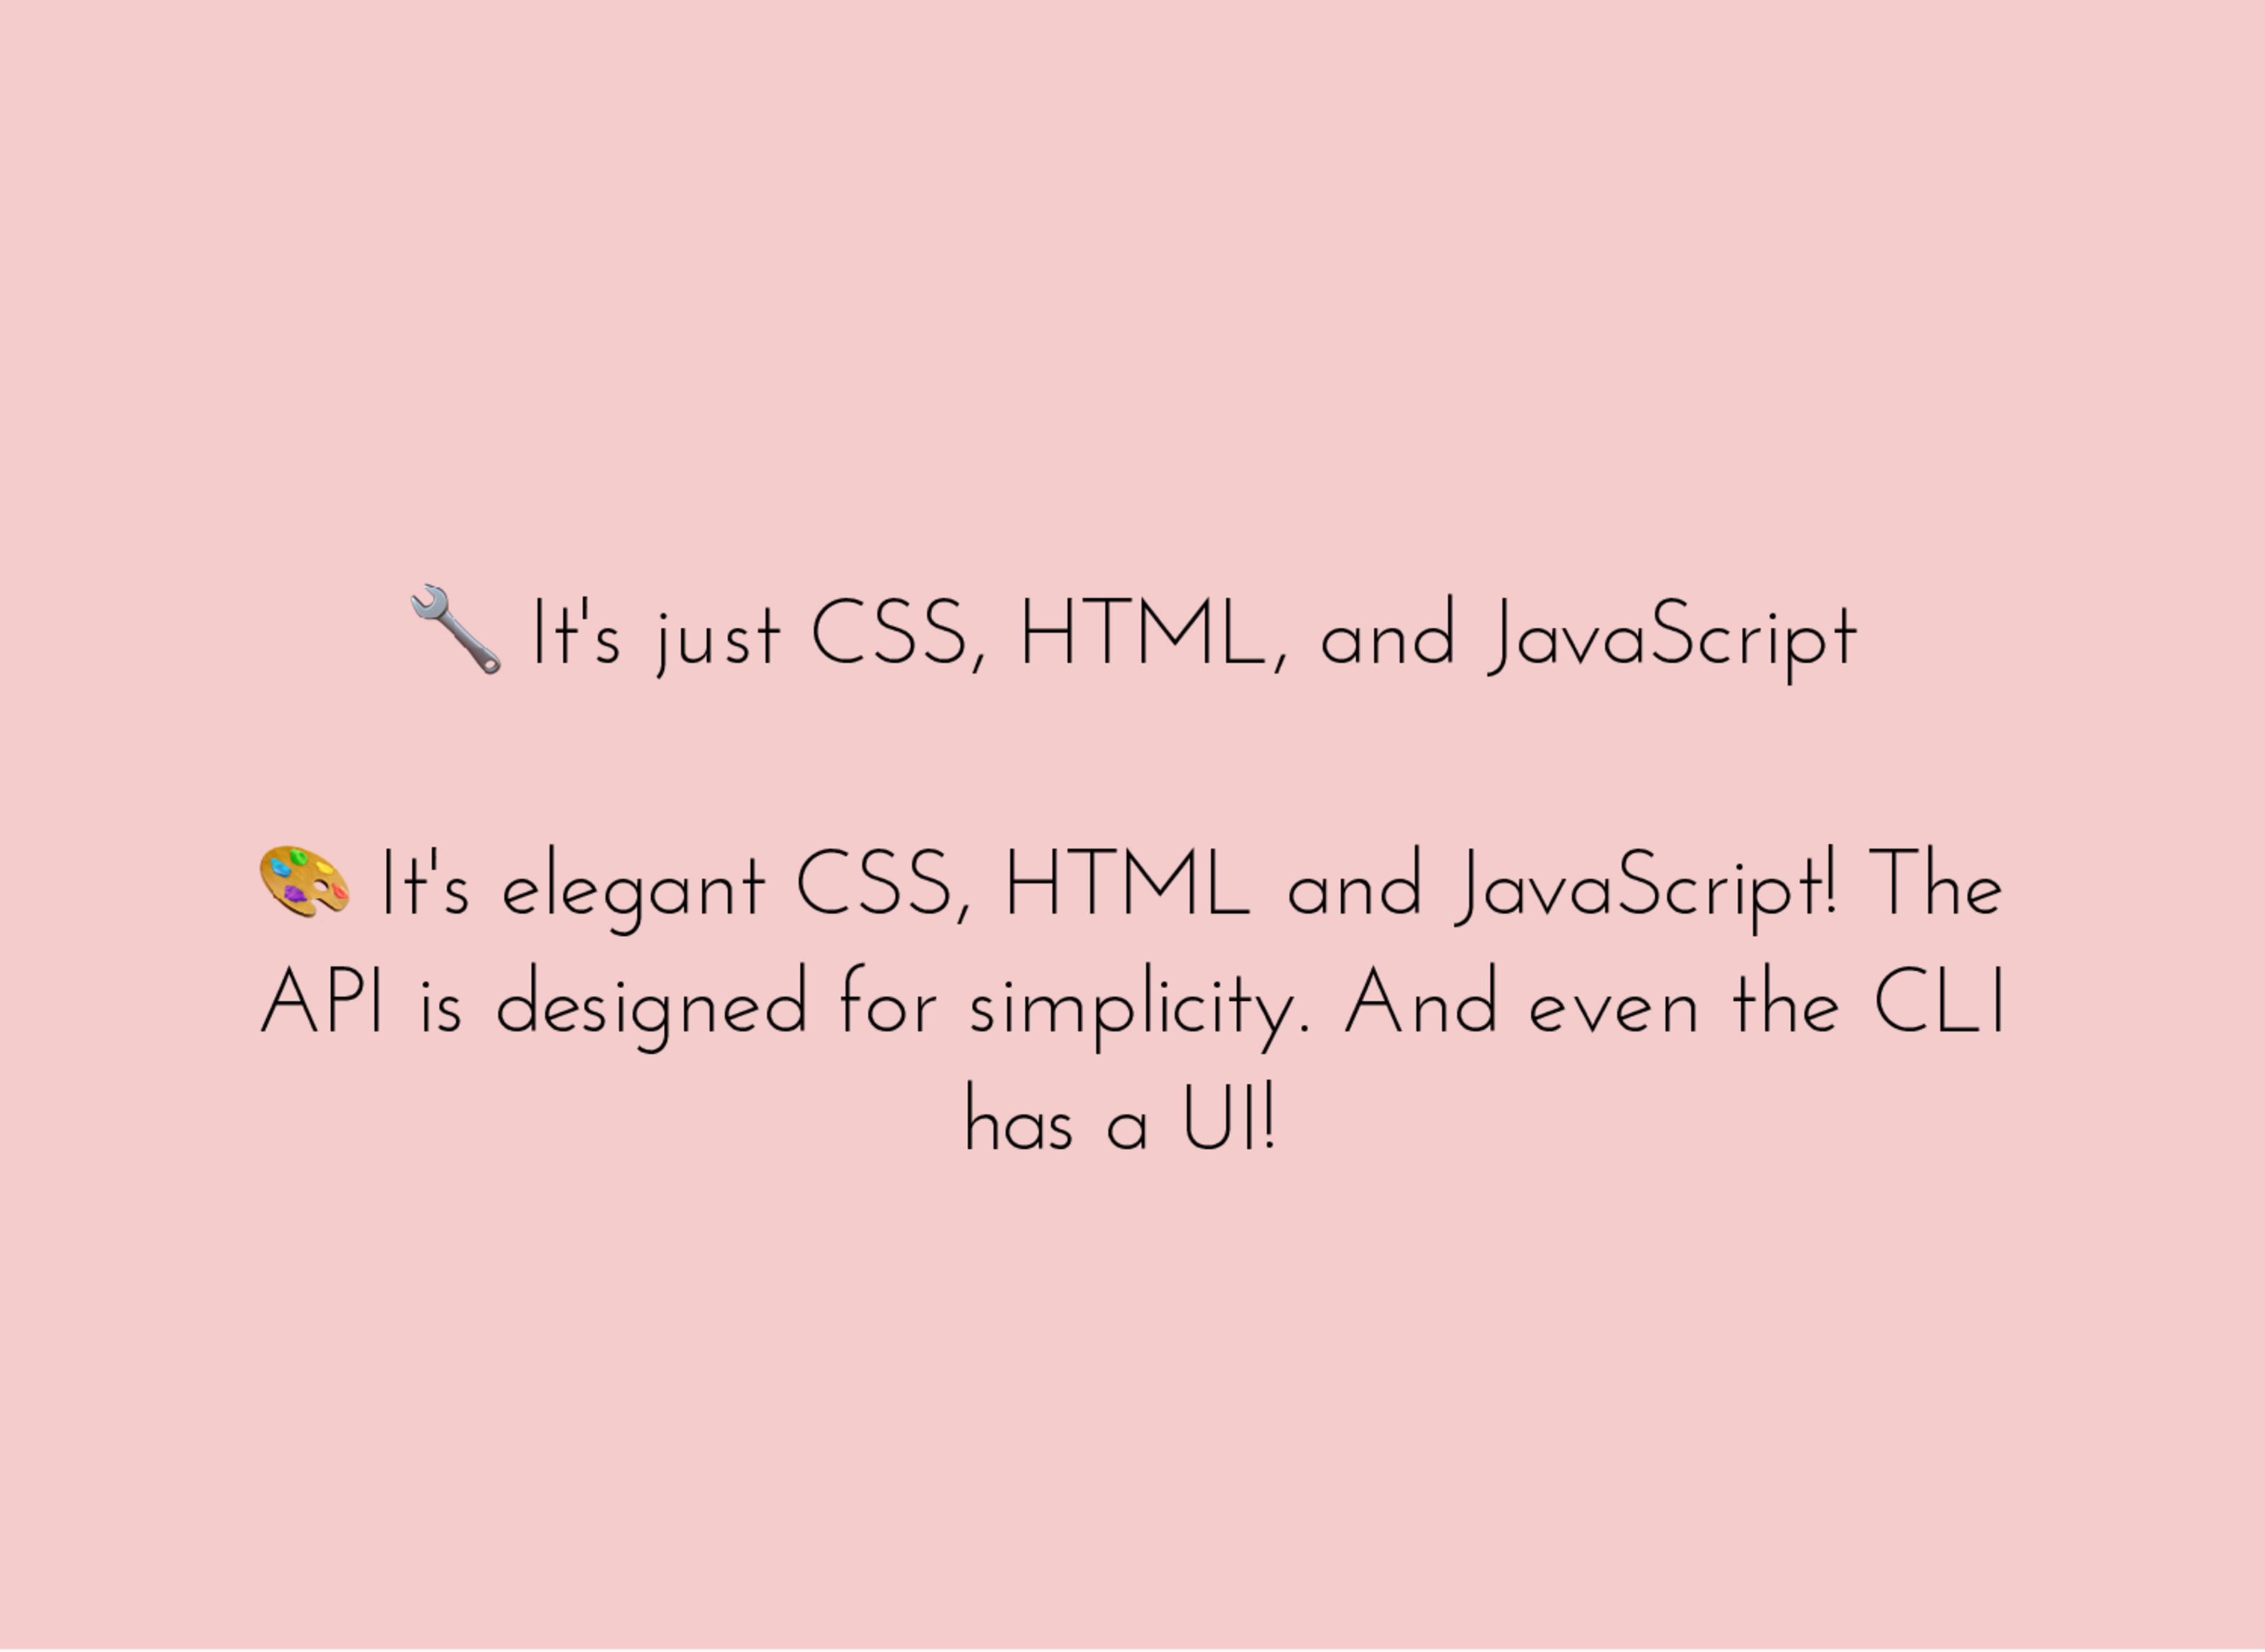 🔧 It's just CSS, HTML, and JavaScript
🎨 It's elegant CSS, HTML and JavaScript! The
API is designed for simplicity. And even the CLI
has a UI!